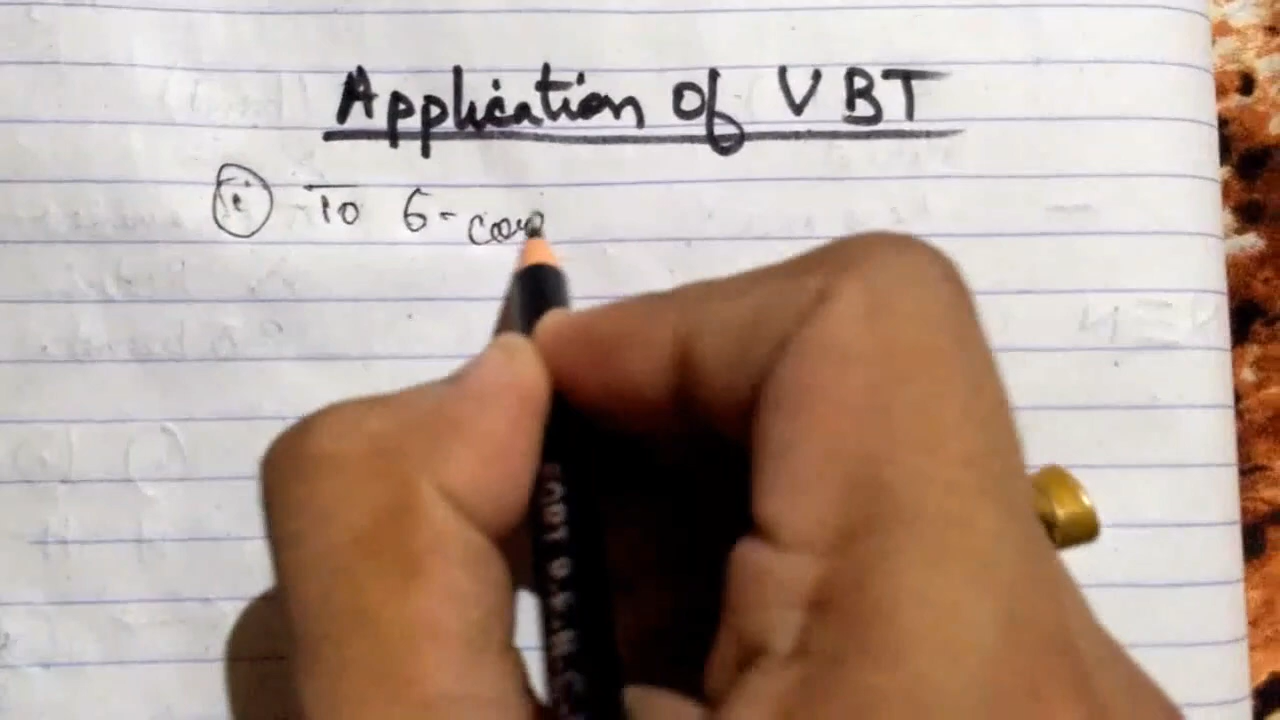 Application Of VBT
(i) To 6-coo